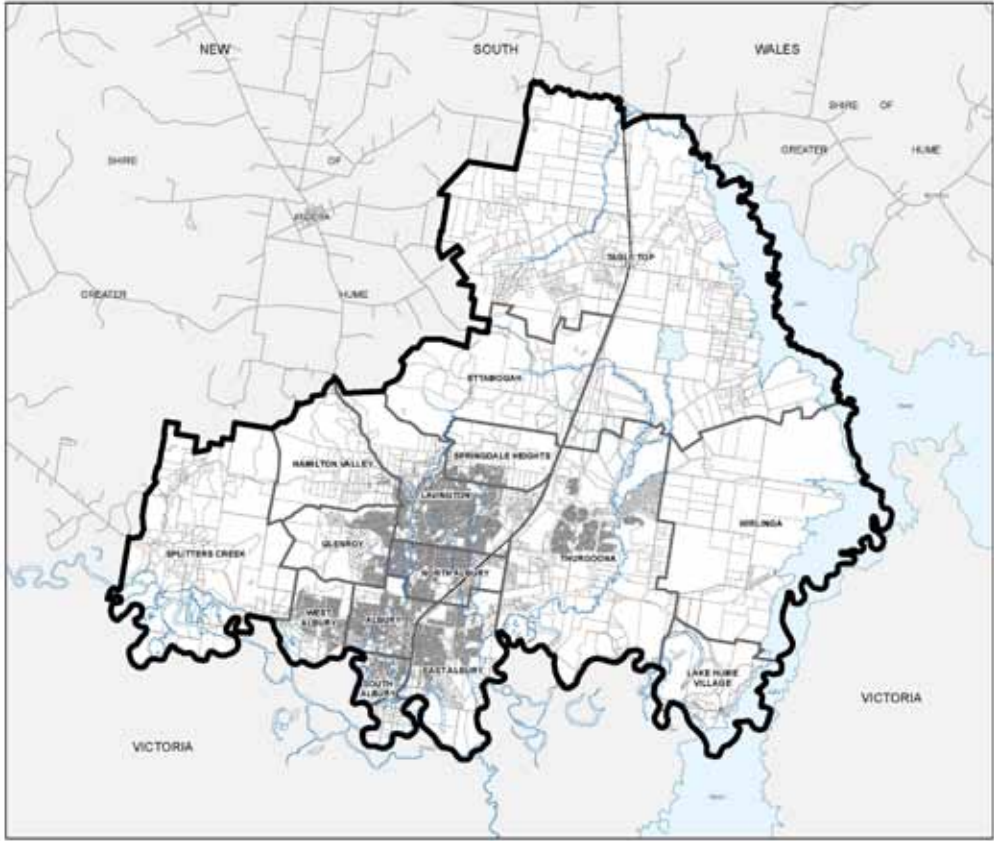 NEW SOUTH WALES
SHIRE OF
GREATER HUME
SHIRE OF
JINDERA
TABLE TOP
GREATER HUME
ETTAMOGAH
SPRINGDALE HEIGHTS
HAMILTON VALLEY
LAVINGTON
WIRLINGA
GLENROY
SPLITTERS CREEK
THURGOONA
NORTH ALBURY
WEST
ALBURY
ALBURY
EAST ALBURY
SOUTH
ALBURY
LAKE HUME
VILLAGE
VICTORIA
VICTORIA